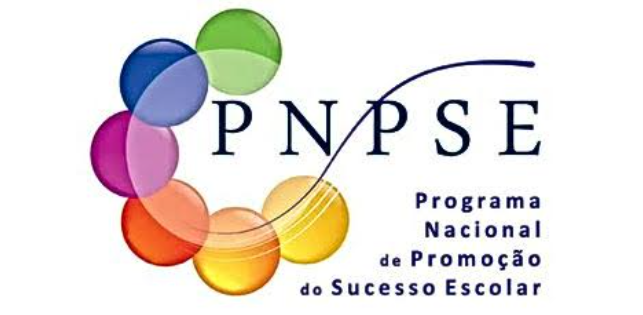 PNPSE
Programa
Nacional
de Promoção
do Sucesso Escolar